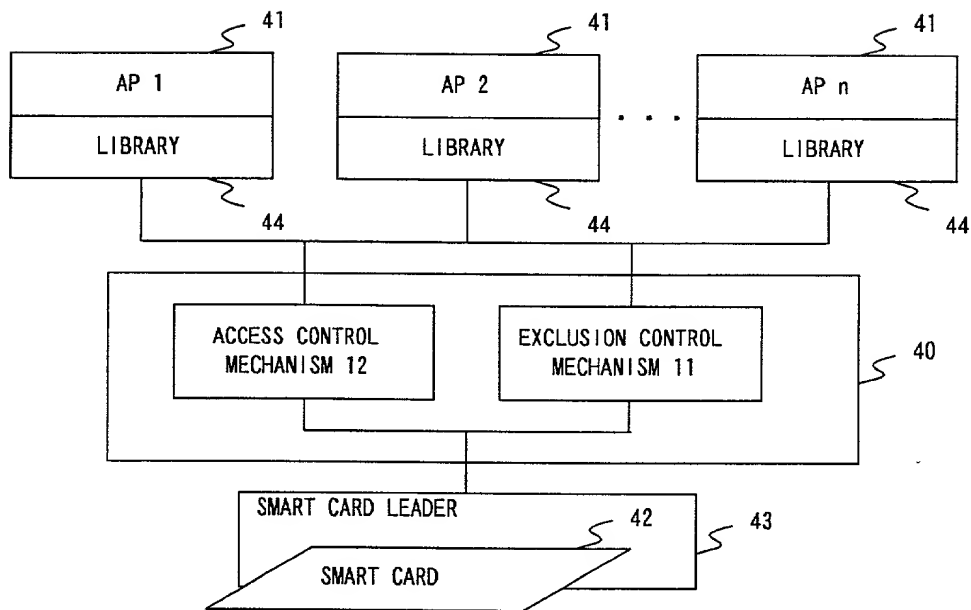 41 41 41
AP 1 AP 2 AP n
. . .
LIBRARY LIBRARY LIBRARY
44 44 44
ACCESS CONTROL
MECHANISM 12
EXCLUSION CONTROL
MECHANISM 11
40
SMART CARD LEADER
42
43
SMART CARD